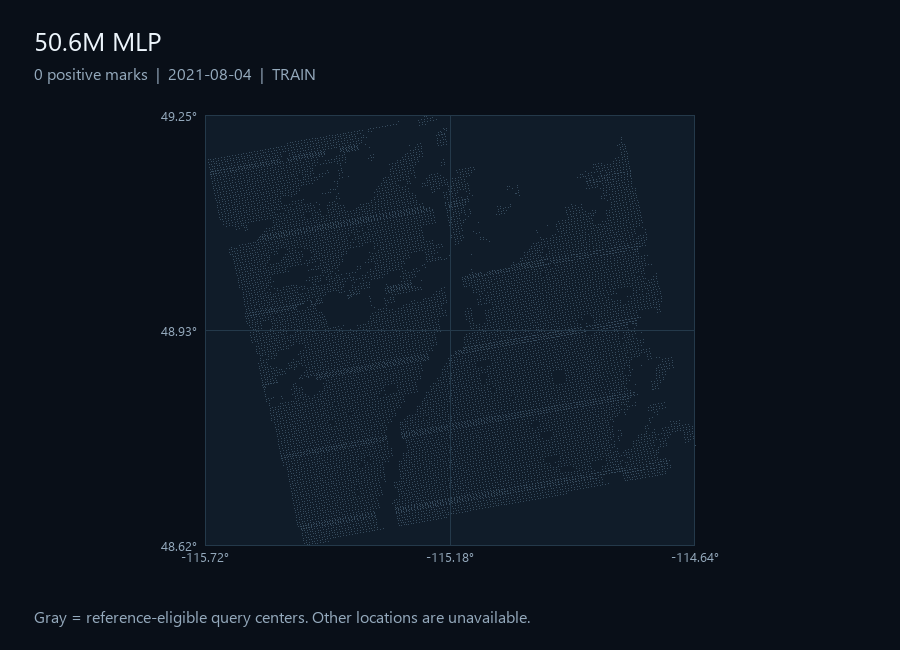 50.6M MLP
0 positive marks | 2021-08-04 | TRAIN
49.25°
48.93°
48.62°
-115.72°
-115.18°
-114.64°
Gray = reference-eligible query centers. Other locations are unavailable.